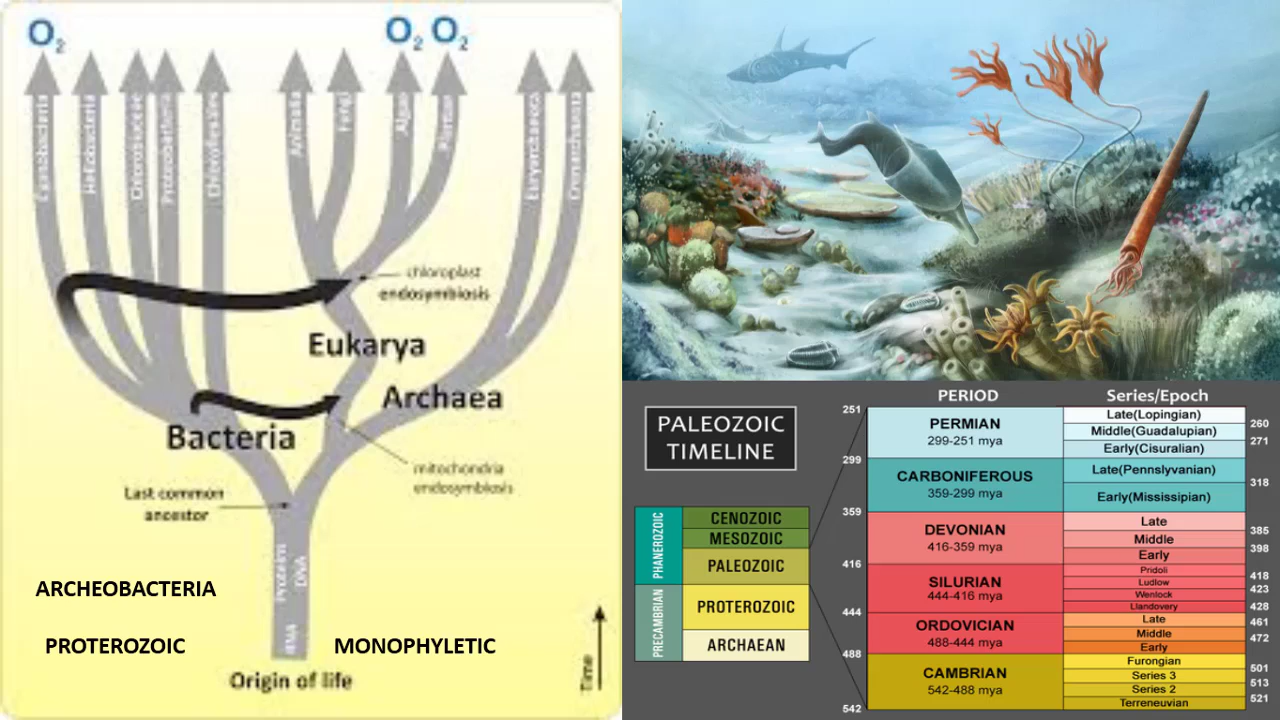 O2
O2 O2
Cyanobacteria
Heliobacteria
Proteobacteria
Animalia
Fungi
Algae
Plantae
Euryarchaeota
Crenarchaeota
chloroplast
endosymbiosis
Eukarya
Archaea
Bacteria
mitochondria
endosymbiosis
Last common
ancestor
Proteins
DNA
RNA
ARCHEOBACTERIA
PROTEROZOIC
MONOPHYLETIC
Time
Origin of life
PALEOZOIC
TIMELINE
PHANEROZOIC
CENOZOIC
MESOZOIC
PALEOZOIC
PRECAMBRIAN
PROTEROZOIC
ARCHAEAN
PERIOD
Series/Epoch
251
PERMIAN
299-251 mya
Late(Lopingian)
260
Middle(Guadalupian)
271
Early(Cisuralian)
299
CARBONIFEROUS
359-299 mya
Late(Pennslyvanian)
318
Early(Mississipian)
359
DEVONIAN
416-359 mya
Late
385
Middle
398
Early
416
SILURIAN
444-416 mya
Pridoli
418
Ludlow
423
Wenlock
428
Llandovery
444
ORDOVICIAN
488-444 mya
Late
461
Middle
472
Early
488
CAMBRIAN
542-488 mya
Furongian
501
Series 3
513
Series 2
521
Terreneuvian
542